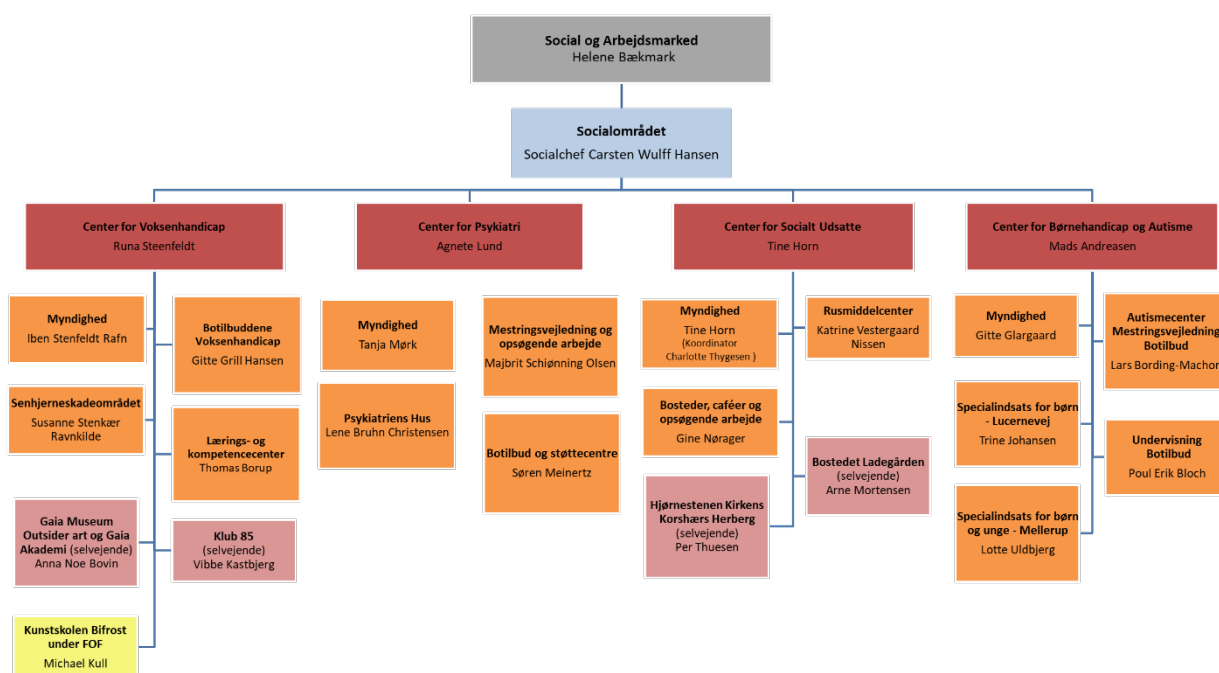 Social og Arbejdsmarked
Helene Bækmark
Socialområdet
Socialchef Carsten Wulff Hansen
Center for Voksenhandicap
Runa Steenfeldt
Center for Psykiatri
Agnete Lund
Center for Socialt Udsatte
Tine Horn
Center for Børnehandicap og Autisme
Mads Andreasen
Myndighed
Iben Stenfeldt Rafn
Botilbuddene
Voksenhandicap
Gitte Grill Hansen
Senhjerneskadeområdet
Susanne Stenkær
Ravnkilde
Lærings- og
kompetencecenter
Thomas Borup
Gaia Museum
Outsider art og Gaia
Akademi (selvejende)
Anna Noe Bovin
Klub 85
(selvejende)
Vibbe Kastbjerg
Kunstskolen Bifrost
under FOF
Michael Kull
Myndighed
Tanja Mørk
Mestringsvejledning og
opsøgende arbejde
Majbrit Schiønning Olsen
Psykiatriens Hus
Lene Bruhn Christensen
Botilbud og støttecentre
Søren Meinertz
Myndighed
Tine Horn
(Koordinator
Charlotte Thygesen )
Rusmiddelcenter
Katrine Vestergaard
Nissen
Bosteder, caféer og
opsøgende arbejde
Gine Nørager
Bostedet Ladegården
(selvejende)
Arne Mortensen
Hjørnestenen Kirkens
Korshærs Herberg
(selvejende)
Per Thuesen
Myndighed
Gitte Glargaard
Autismecenter
Mestringsvejledning
Botilbud
Lars Bording-Machon
Specialindsats for børn
- Lucernevej
Trine Johansen
Undervisning
Botilbud
Poul Erik Bloch
Specialindsats for børn
og unge - Mellerup
Lotte Uldbjerg